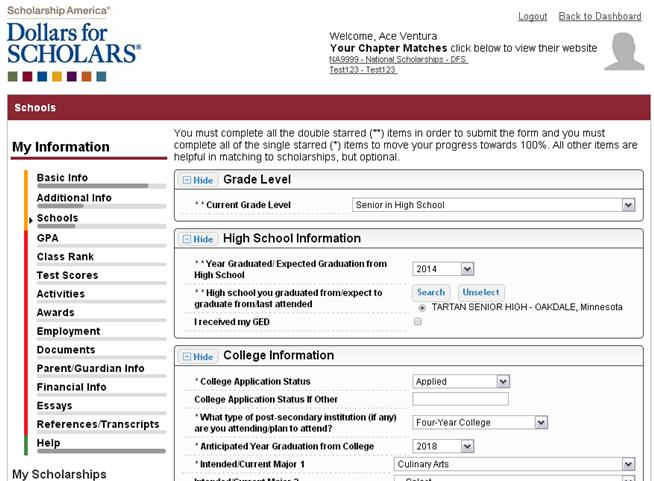 Scholarship America®
Dollars for
SCHOLARS®
Logout Back to Dashboard
Welcome, Ace Ventura
Your Chapter Matches click below to view their website
NA9999 - National Scholarships - DFS
Test123 - Test123
Schools
My Information
Basic Info
Additional Info
Schools
GPA
Class Rank
Test Scores
Activities
Awards
Employment
Documents
Parent/Guardian Info
Financial Info
Essays
References/Transcripts
Help
My Scholarships
You must complete all the double starred (**) items in order to submit the form and you must
complete all of the single starred (*) items to move your progress towards 100%. All other items are
helpful in matching to scholarships, but optional.
Hide Grade Level
* * Current Grade Level Senior in High School
Hide High School Information
* * Year Graduated/ Expected Graduation from
High School 2014
* * High school you graduated from/expect to
graduate from/last attended Search Unselect
TARTAN SENIOR HIGH - OAKDALE, Minnesota
I received my GED
Hide College Information
* College Application Status Applied
College Application Status If Other
* What type of post-secondary institution (if any)
are you attending/plan to attend? Four-Year College
* Anticipated Year Graduation from College 2018
* Intended/Current Major 1 Culinary Arts